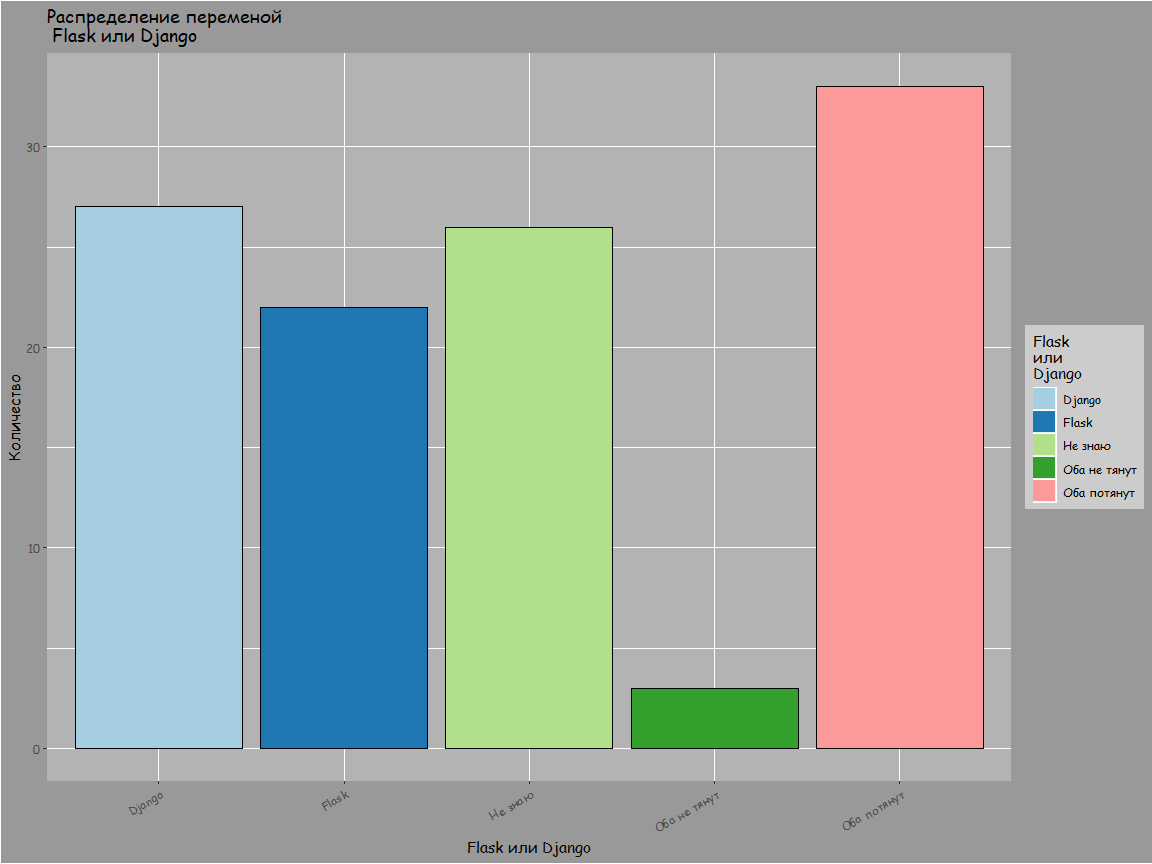 Распределение переменой
Flask или Django
Количество
30
20
10
0
Django
Flask
Не знаю
Оба не тянут
Оба потянут
Flask или Django
Flask
или
Django
Django
Flask
Не знаю
Оба не тянут
Оба потянут